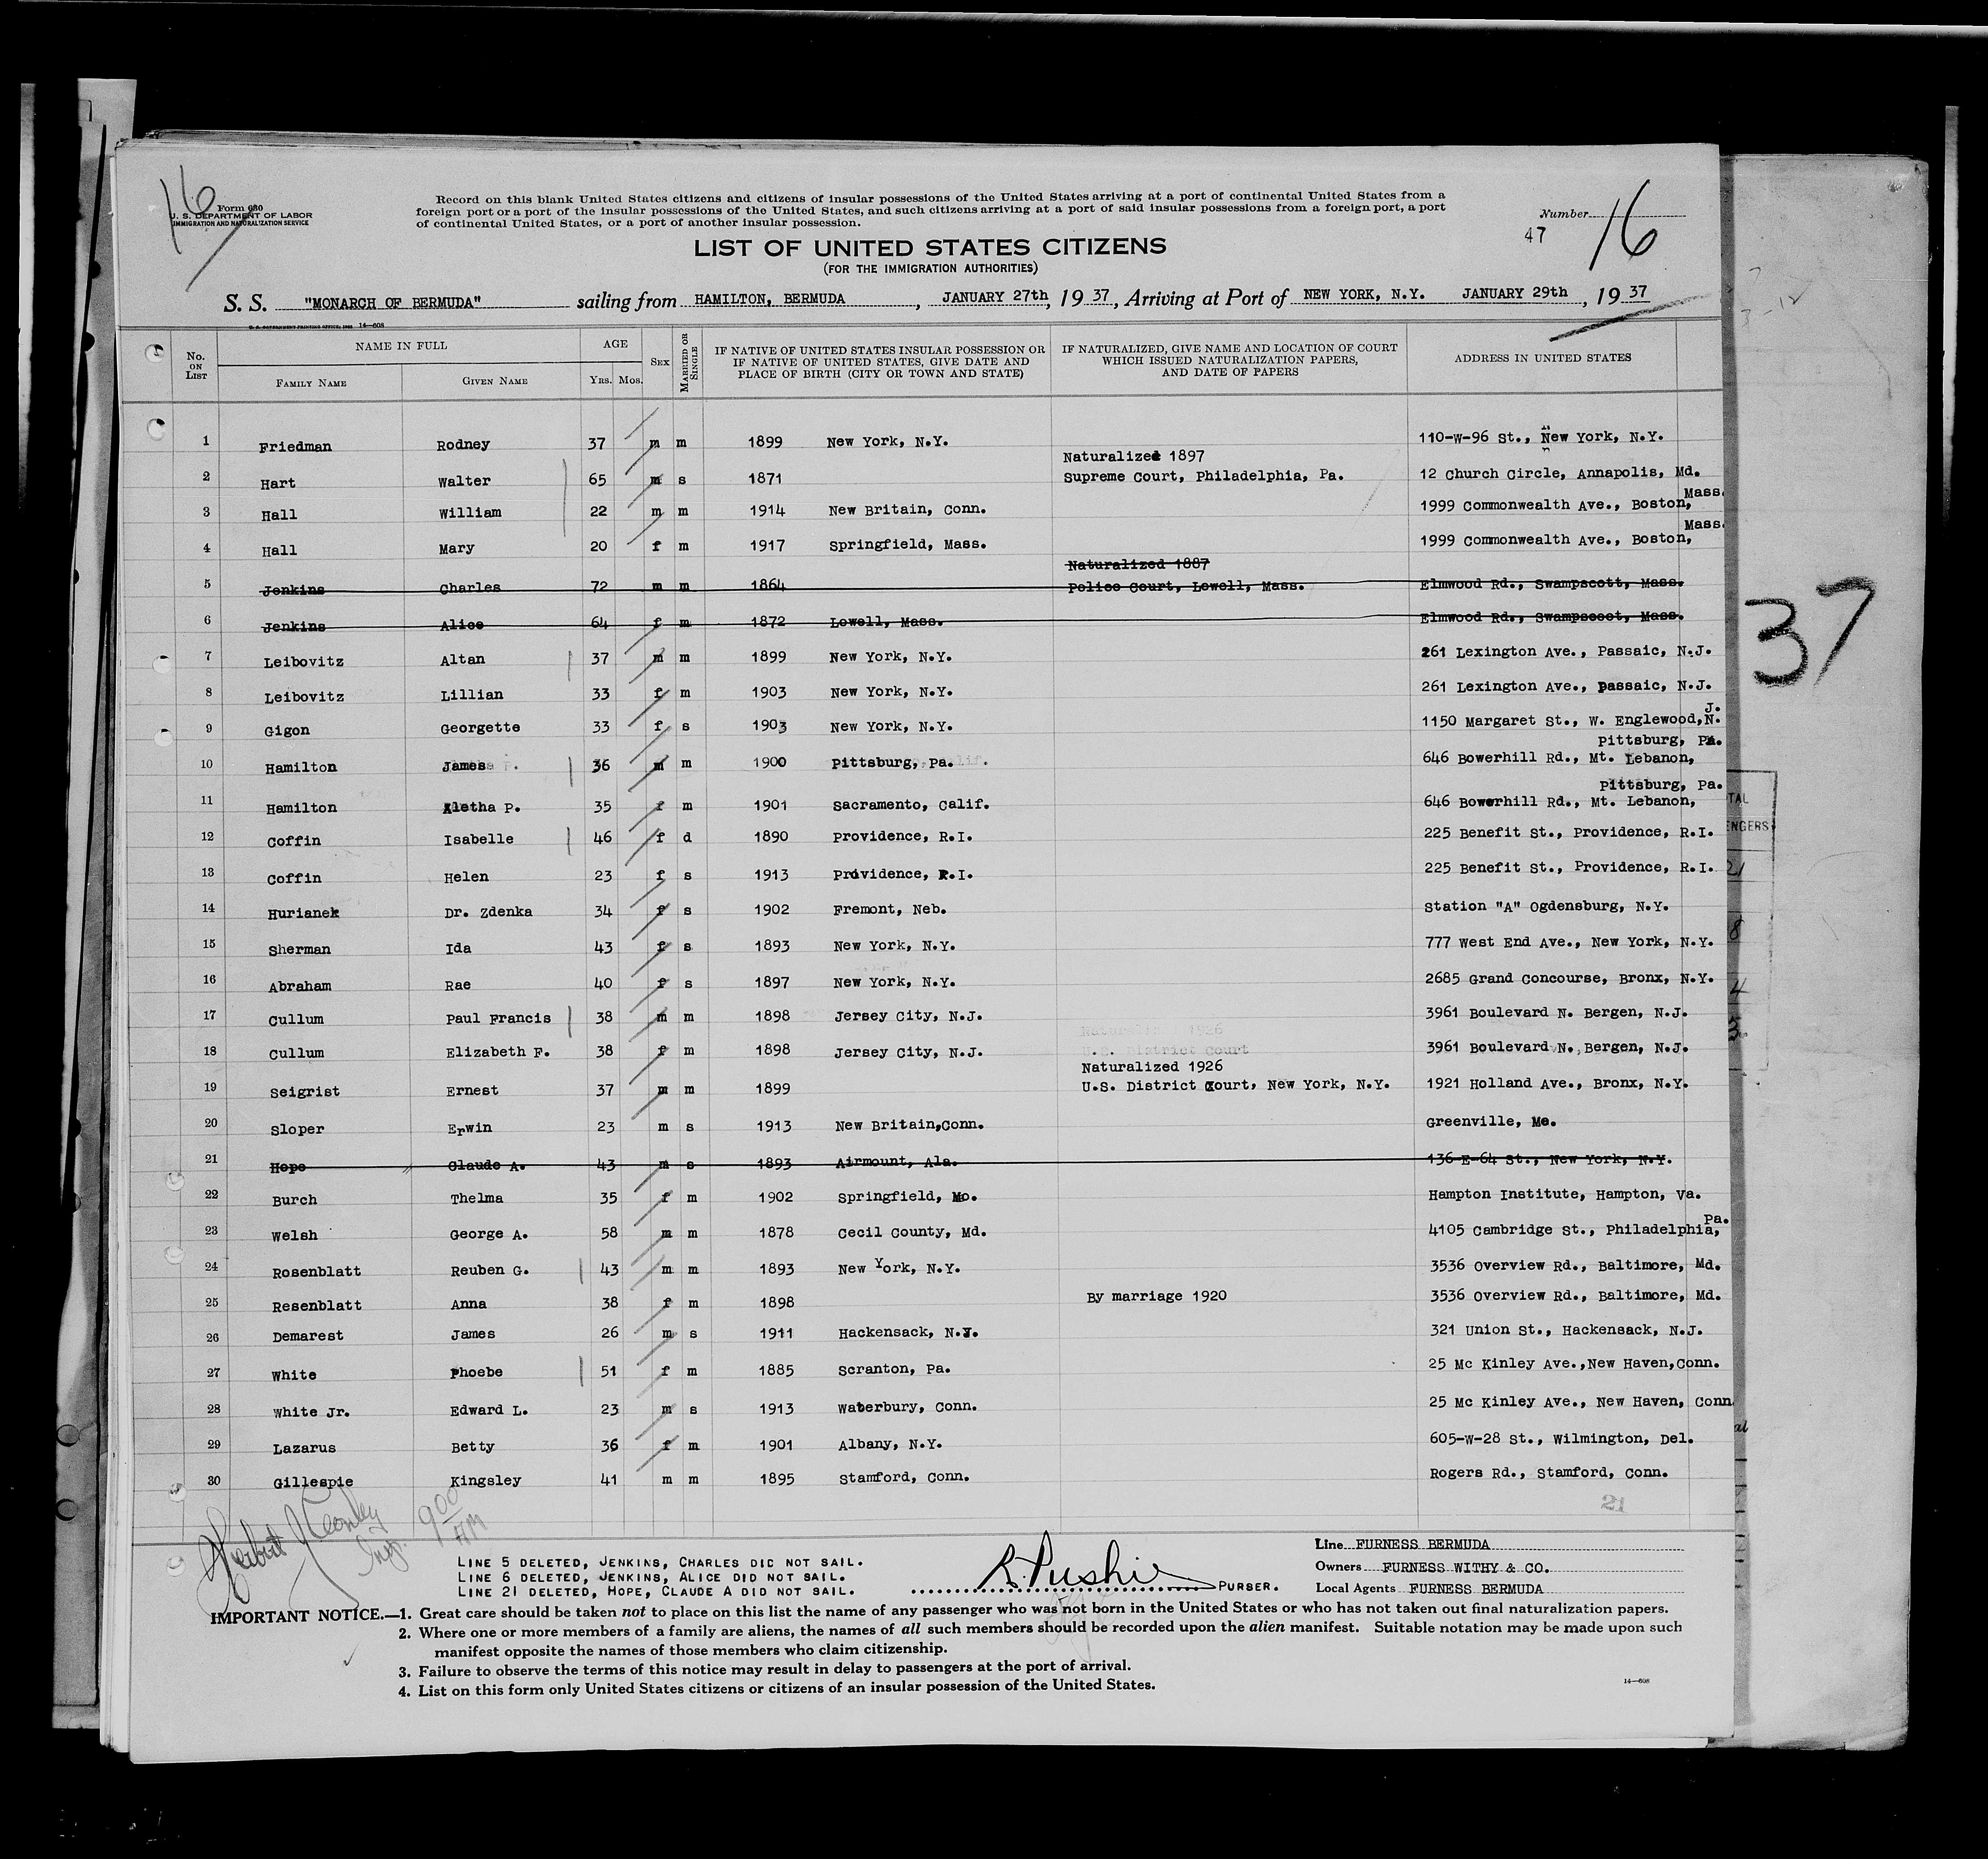 16
Form 630
U. S. DEPARTMENT OF LABOR
IMMIGRATION AND NATURALIZATION SERVICE
Record on this blank United States citizens and citizens of insular possessions of the United States arriving at a port of continental United States from a
foreign port or a port of the insular possessions of the United States, and such citizens arriving at a port of said insular possessions from a foreign port, a port
of continental United States, or a port of another insular possession.
Number 16
47
LIST OF UNITED STATES CITIZENS
(FOR THE IMMIGRATION AUTHORITIES)
S. S. "MONARCH OF BERMUDA" sailing from HAMILTON, BERMUDA, JANUARY 27th, 19 37, Arriving at Port of NEW YORK, N.Y. JANUARY 29th, 19 37
14—608
No. ON LIST NAME IN FULL AGE SEX MARRIED OR SINGLE IF NATIVE OF UNITED STATES INSULAR POSSESSION OR IF NATIVE OF UNITED STATES, GIVE DATE AND PLACE OF BIRTH (CITY OR TOWN AND STATE) IF NATURALIZED, GIVE NAME AND LOCATION OF COURT WHICH ISSUED NATURALIZATION PAPERS, AND DATE OF PAPERS ADDRESS IN UNITED STATES
FAMILY NAME GIVEN NAME YRS. MOS.
1 Friedman Rodney 37 m m 1899 New York, N.Y. 110-W-96 St., New York, N.Y.
Naturalized 1897
2 Hart Walter 65 m s 1871 Supreme Court, Philadelphia, Pa. 12 Church Circle, Annapolis, Md.
Mass.
3 Hall William 22 m m 1914 New Britain, Conn. 1999 Commonwealth Ave., Boston,
Mass.
4 Hall Mary 20 f m 1917 Springfield, Mass. 1999 Commonwealth Ave., Boston,
Naturalized 1887
5 Jenkins Charles 72 m m 1864 Police Court, Lowell, Mass. Elmwood Rd., Swampscott, Mass.
6 Jenkins Alice 64 f m 1872 Lowell, Mass. Elmwood Rd., Swampscoot, Mass.
7 Leibovitz Altan 37 m m 1899 New York, N.Y. 261 Lexington Ave., Passaic, N.J.
8 Leibovitz Lillian 33 f m 1903 New York, N.Y. 261 Lexington Ave., Passaic, N.J.
J.
9 Gigon Georgette 33 f s 1903 New York, N.Y. 1150 Margaret St., W. Englewood,N.
Pittsburg, Pa.
10 Hamilton James 36 m m 1900 Pittsburg, Pa. 646 Bowerhill Rd., Mt. Lebanon,
Pittsburg, Pa.
11 Hamilton Aletha P. 35 f m 1901 Sacramento, Calif. 646 Bowerhill Rd., Mt. Lebanon,
12 Coffin Isabelle 46 f d 1890 Providence, R.I. 225 Benefit St., Providence, R.I.
13 Coffin Helen 23 f s 1913 Providence, R.I. 225 Benefit St., Providence, R.I.
14 Hurianek Dr. Zdenka 34 f s 1902 Fremont, Neb. Station "A" Ogdensburg, N.Y.
15 Sherman Ida 43 f s 1893 New York, N.Y. 777 West End Ave., New York, N.Y.
16 Abraham Rae 40 f s 1897 New York, N.Y. 2685 Grand Concourse, Bronx, N.Y.
17 Cullum Paul Francis 38 m m 1898 Jersey City, N.J. 3961 Boulevard N. Bergen, N.J.
18 Cullum Elizabeth F. 38 f m 1898 Jersey City, N.J. 3961 Boulevard N., Bergen, N.J.
Naturalized 1926
19 Seigrist Ernest 37 m m 1899 U.S. District Court, New York, N.Y. 1921 Holland Ave., Bronx, N.Y.
20 Sloper Erwin 23 m s 1913 New Britain,Conn. Greenville, Me.
21 Hope Claude A. 43 m s 1893 Airmount, Ala. 136-E-64 St., New York, N.Y.
22 Burch Thelma 35 f m 1902 Springfield, Mo. Hampton Institute, Hampton, Va.
Pa.
23 Welsh George A. 58 m m 1878 Cecil County, Md. 4105 Cambridge St., Philadelphia,
24 Rosenblatt Reuben G. 43 m m 1893 New York, N.Y. 3536 Overview Rd., Baltimore, Md.
25 Resenblatt Anna 38 f m 1898 By marriage 1920 3536 Overview Rd., Baltimore, Md.
26 Demarest James 26 m s 1911 Hackensack, N.J. 321 Union St., Hackensack, N.J.
27 White Phoebe 51 f m 1885 Scranton, Pa. 25 Mc Kinley Ave.,New Haven,Conn.
28 White Jr. Edward L. 23 m s 1913 Waterbury, Conn. 25 Mc Kinley Ave., New Haven, Conn
29 Lazarus Betty 36 f m 1901 Albany, N.Y. 605-W-28 St., Wilmington, Del.
30 Gillespie Kingsley 41 m m 1895 Stamford, Conn. Rogers Rd., Stamford, Conn.
21
37
Herbert 9 00 AM
LINE 5 DELETED, JENKINS, CHARLES DID NOT SAIL.
LINE 6 DELETED, JENKINS, ALICE DID NOT SAIL.
LINE 21 DELETED, HOPE, CLAUDE A DID NOT SAIL.
PURSER.
Line FURNESS BERMUDA
Owners FURNESS WITHY & CO.
Local Agents FURNESS BERMUDA
IMPORTANT NOTICE.—1. Great care should be taken not to place on this list the name of any passenger who was not born in the United States or who has not taken out final naturalization papers.
2. Where one or more members of a family are aliens, the names of all such members should be recorded upon the alien manifest. Suitable notation may be made upon such
manifest opposite the names of those members who claim citizenship.
3. Failure to observe the terms of this notice may result in delay to passengers at the port of arrival.
4. List on this form only United States citizens or citizens of an insular possession of the United States.
14—608